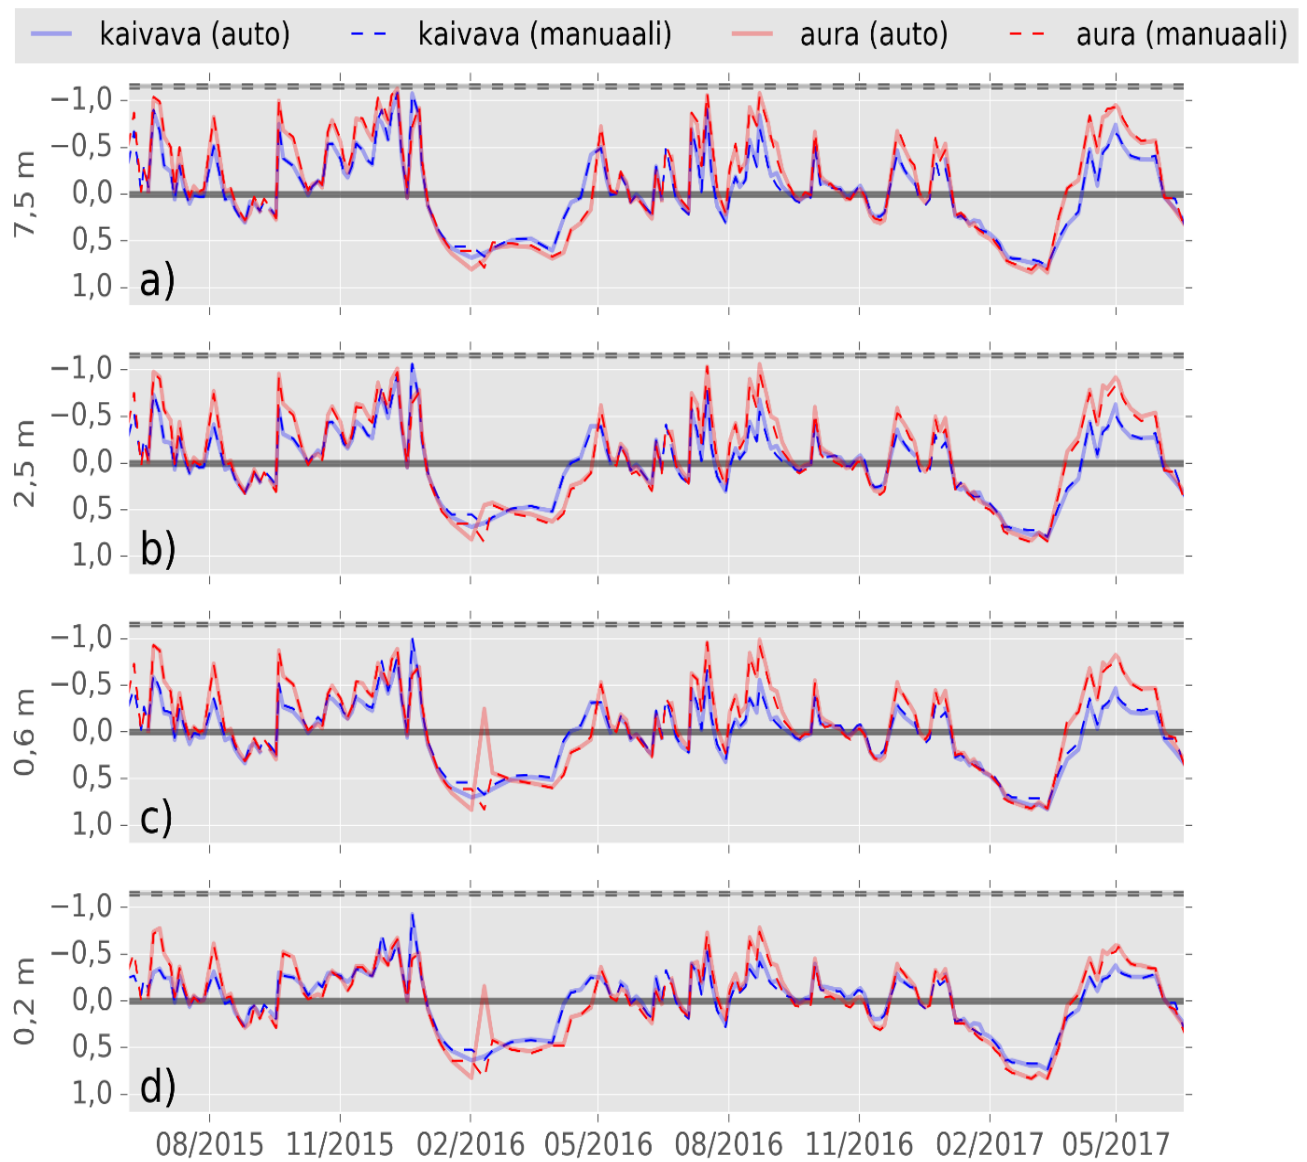 kaivava (auto) kaivava (manuaali) aura (auto) aura (manuaali)
−1,0
−0,5
0,0
0,5
1,0
7,5 m
a)
−1,0
−0,5
0,0
0,5
1,0
2,5 m
b)
−1,0
−0,5
0,0
0,5
1,0
0,6 m
c)
−1,0
−0,5
0,0
0,5
1,0
0,2 m
d)
08/2015 11/2015 02/2016 05/2016 08/2016 11/2016 02/2017 05/2017